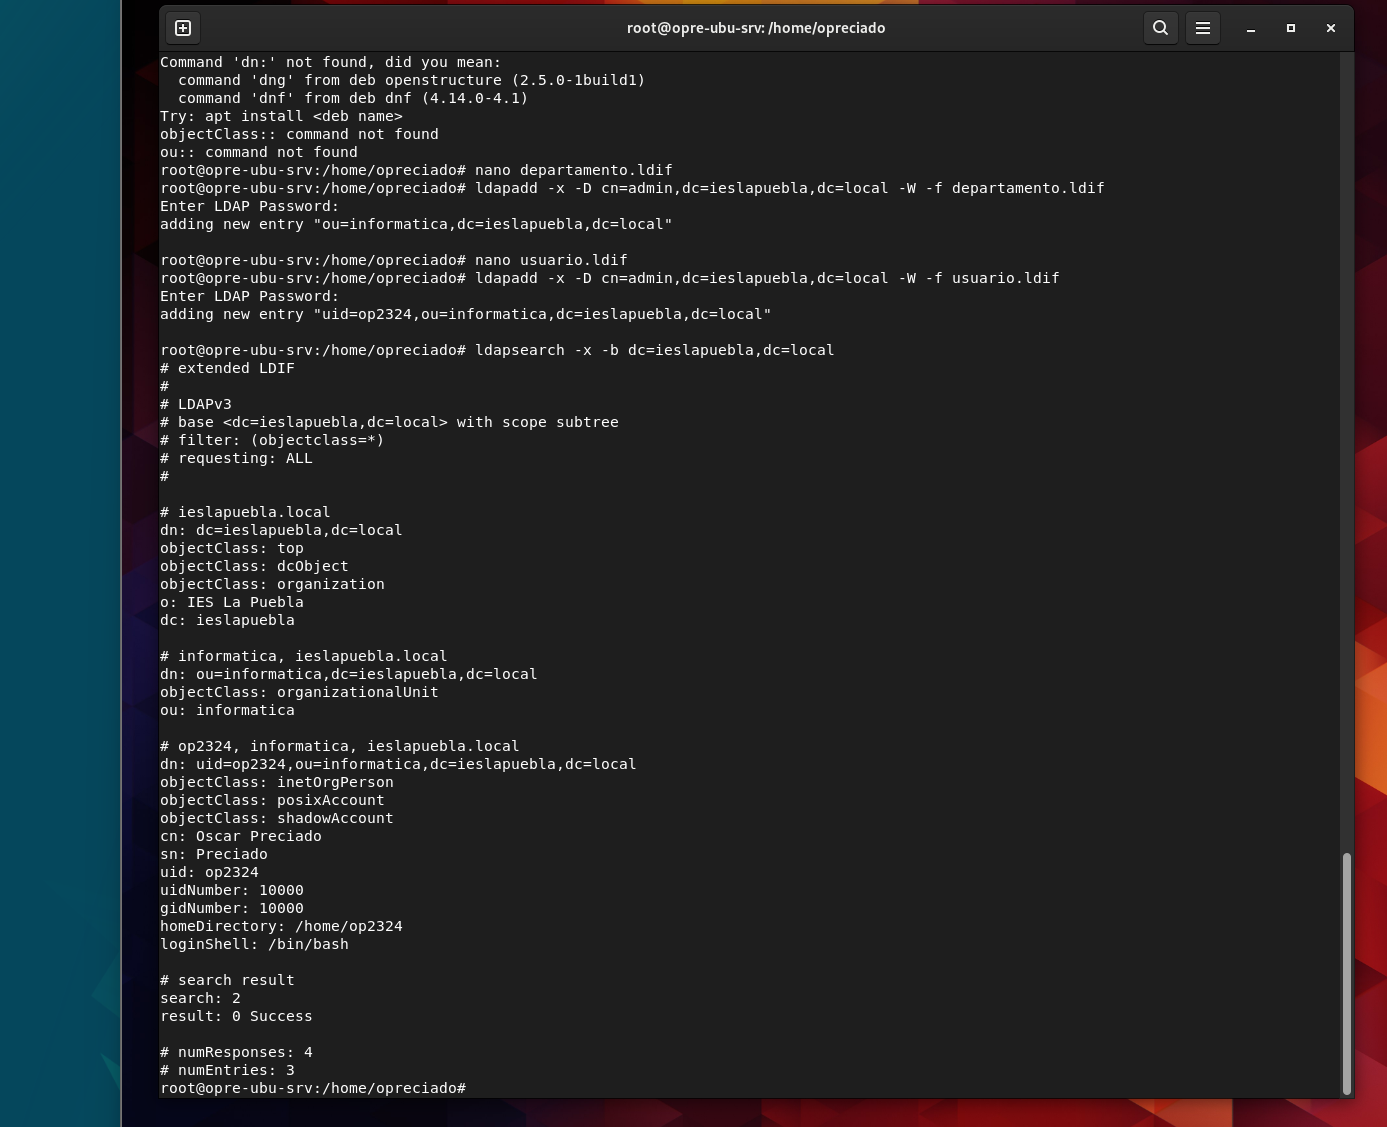 root@opre-ubu-srv: /home/opreciado
Command 'dn:' not found, did you mean:
  command 'dng' from deb openstructure (2.5.0-1build1)
  command 'dnf' from deb dnf (4.14.0-4.1)
Try: apt install <deb name>
objectClass:: command not found
ou:: command not found
root@opre-ubu-srv:/home/opreciado# nano departamento.ldif
root@opre-ubu-srv:/home/opreciado# ldapadd -x -D cn=admin,dc=ieslapuebla,dc=local -W -f departamento.ldif
Enter LDAP Password:
adding new entry "ou=informatica,dc=ieslapuebla,dc=local"

root@opre-ubu-srv:/home/opreciado# nano usuario.ldif
root@opre-ubu-srv:/home/opreciado# ldapadd -x -D cn=admin,dc=ieslapuebla,dc=local -W -f usuario.ldif
Enter LDAP Password:
adding new entry "uid=op2324,ou=informatica,dc=ieslapuebla,dc=local"

root@opre-ubu-srv:/home/opreciado# ldapsearch -x -b dc=ieslapuebla,dc=local
# extended LDIF
#
# LDAPv3
# base <dc=ieslapuebla,dc=local> with scope subtree
# filter: (objectclass=*)
# requesting: ALL
#

# ieslapuebla.local
dn: dc=ieslapuebla,dc=local
objectClass: top
objectClass: dcObject
objectClass: organization
o: IES La Puebla
dc: ieslapuebla

# informatica, ieslapuebla.local
dn: ou=informatica,dc=ieslapuebla,dc=local
objectClass: organizationalUnit
ou: informatica

# op2324, informatica, ieslapuebla.local
dn: uid=op2324,ou=informatica,dc=ieslapuebla,dc=local
objectClass: inetOrgPerson
objectClass: posixAccount
objectClass: shadowAccount
cn: Oscar Preciado
sn: Preciado
uid: op2324
uidNumber: 10000
gidNumber: 10000
homeDirectory: /home/op2324
loginShell: /bin/bash

# search result
search: 2
result: 0 Success

# numResponses: 4
# numEntries: 3
root@opre-ubu-srv:/home/opreciado#